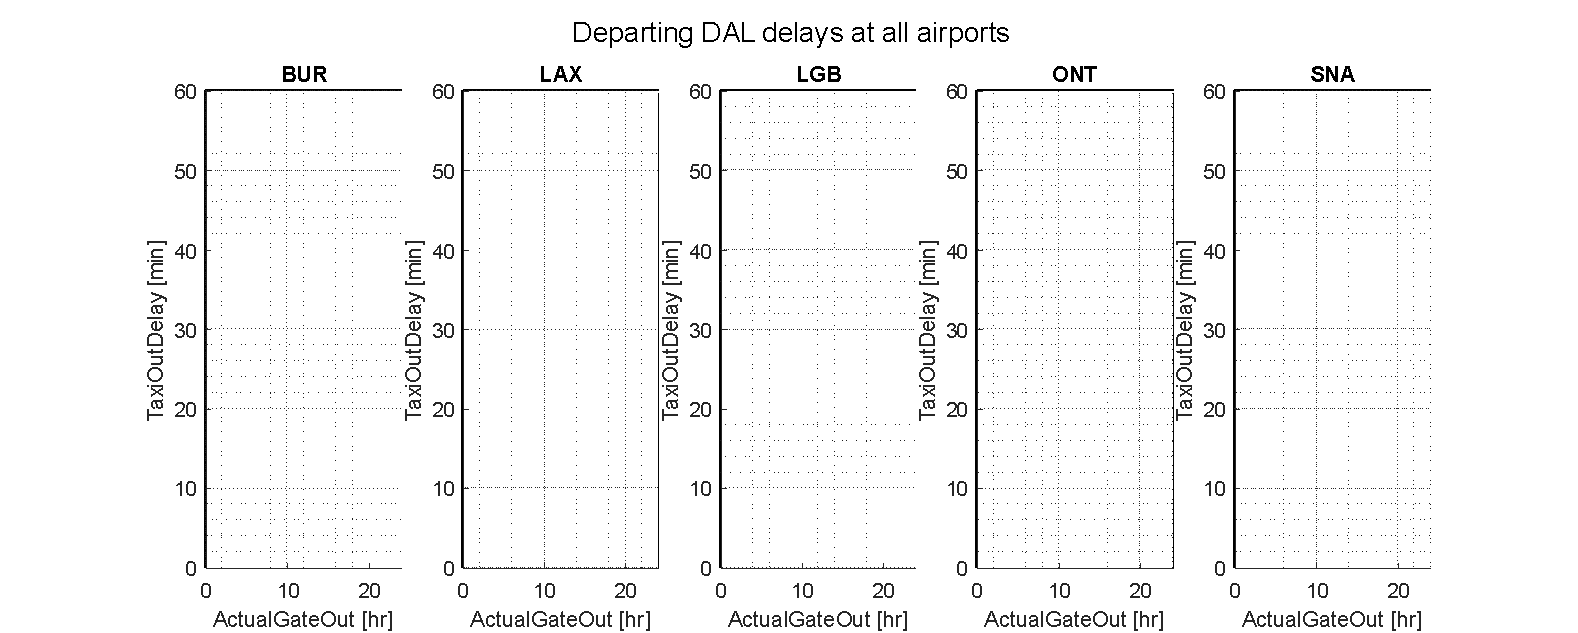 Departing DAL delays at all airports
BUR LAX LGB ONT SNA
60 60 60 60 60
50 50 50 50 50
40 40 40 40 40
30 30 30 30 30
20 20 20 20 20
10 10 10 10 10
0 0 0 0 0
TaxiOutDelay [min] TaxiOutDelay [min] TaxiOutDelay [min] TaxiOutDelay [min] TaxiOutDelay [min]
0 10 20 0 10 20 0 10 20 0 10 20 0 10 20
ActualGateOut [hr] ActualGateOut [hr] ActualGateOut [hr] ActualGateOut [hr] ActualGateOut [hr]